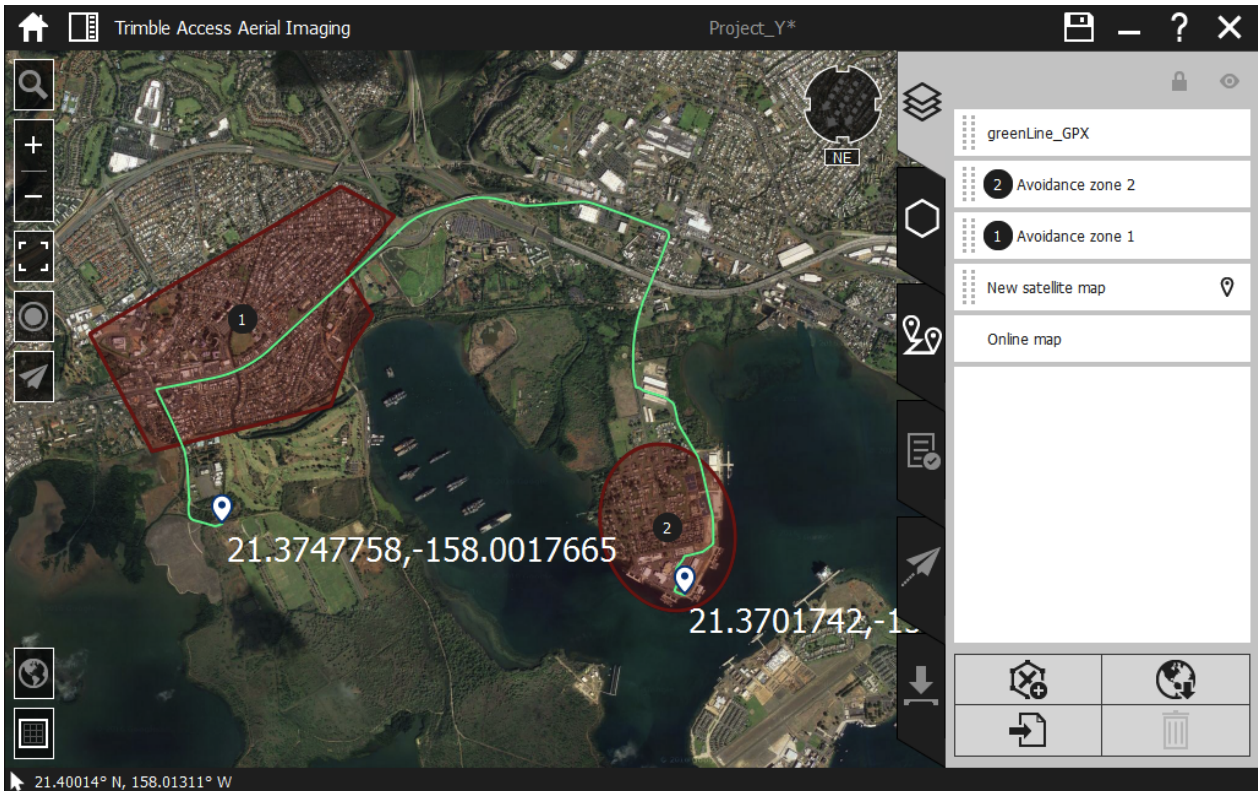 Trimble Access Aerial Imaging
Project_Y*
?
NE
greenLine_GPX
2 Avoidance zone 2
1 Avoidance zone 1
New satellite map
Online map
1
2
21.3747758,-158.0017665
21.3701742,-15
21.40014° N, 158.01311° W